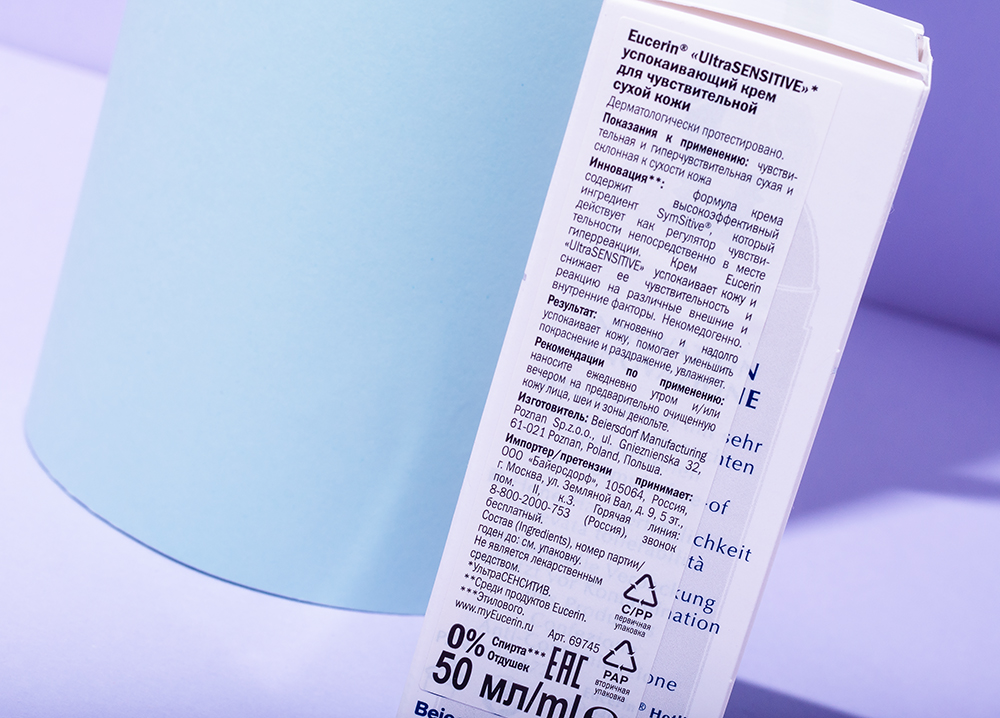 Eucerin® «UltraSENSITIVE»*
успокаивающий крем
для чувствительной
сухой кожи
Дерматологически протестировано.
Показания к применению: чувстви-
тельная и гиперчувствительная сухая и
склонная к сухости кожа
Инновация**: формула крема
содержит высокоэффективный
ингредиент SymSitive®, который
действует как регулятор чувстви-
тельности непосредственно в месте
гиперреакции. Крем Eucerin
«UltraSENSITIVE» успокаивает кожу и
снижает ее чувствительность и
реакцию на различные внешние и
внутренние факторы. Некомедогенно.
Результат: мгновенно и надолго
успокаивает кожу, помогает уменьшить
покраснение и раздражение, увлажняет.
Рекомендации по применению:
наносите ежедневно утром и/или
вечером на предварительно очищенную
кожу лица, шеи и зоны декольте.
Изготовитель: Beiersdorf Manufacturing
Poznan Sp.z.o.o., ul. Gnieznienska 32,
61-021 Poznan, Poland, Польша.
Импортер/претензии принимает:
ООО «Байерсдорф», 105064, Россия,
г. Москва, ул. Земляной Вал, д. 9, 5 эт.,
пом. II, к.3. Горячая линия:
8-800-2000-753 (Россия), звонок
бесплатный.
Состав (Ingredients), номер партии/
годен до: см. упаковку.
Не является лекарственным
средством.
*УльтраСЕНСИТИВ.
**Среди продуктов Eucerin.
***Этилового.
www.myEucerin.ru
Арт. 69745
C/PP
первичная
упаковка
0% Спирта***
Отдушек
EAC
PAP
вторичная
упаковка
50 мл/ml
N
IE
sehr
nten
-of
chkeit
tà
kung
ation
one
® Hotl
Beie